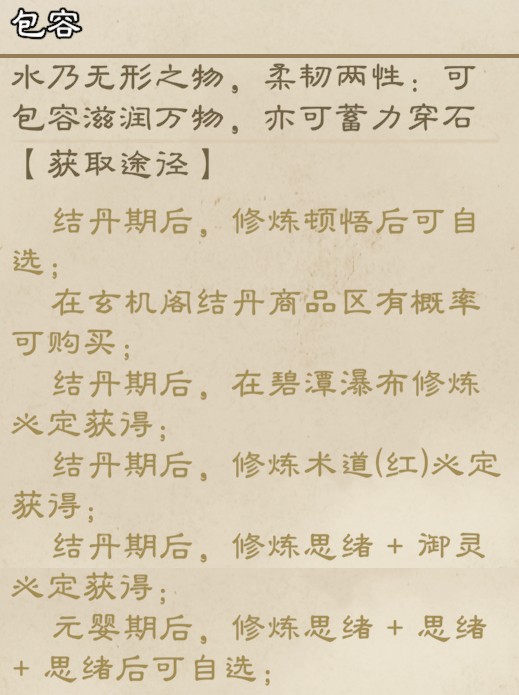 包容
水乃无形之物，柔韧两性：可
包容滋润万物，亦可蓄力穿石
【获取途径】
结丹期后，修炼顿悟后可自
选；
在玄机阁结丹商品区有概率
可购买；
结丹期后，在碧潭瀑布修炼
必定获得；
结丹期后，修炼术道(红)必定
获得；
结丹期后，修炼思绪+御灵
必定获得；
元婴期后，修炼思绪+思绪
+思绪后可自选；